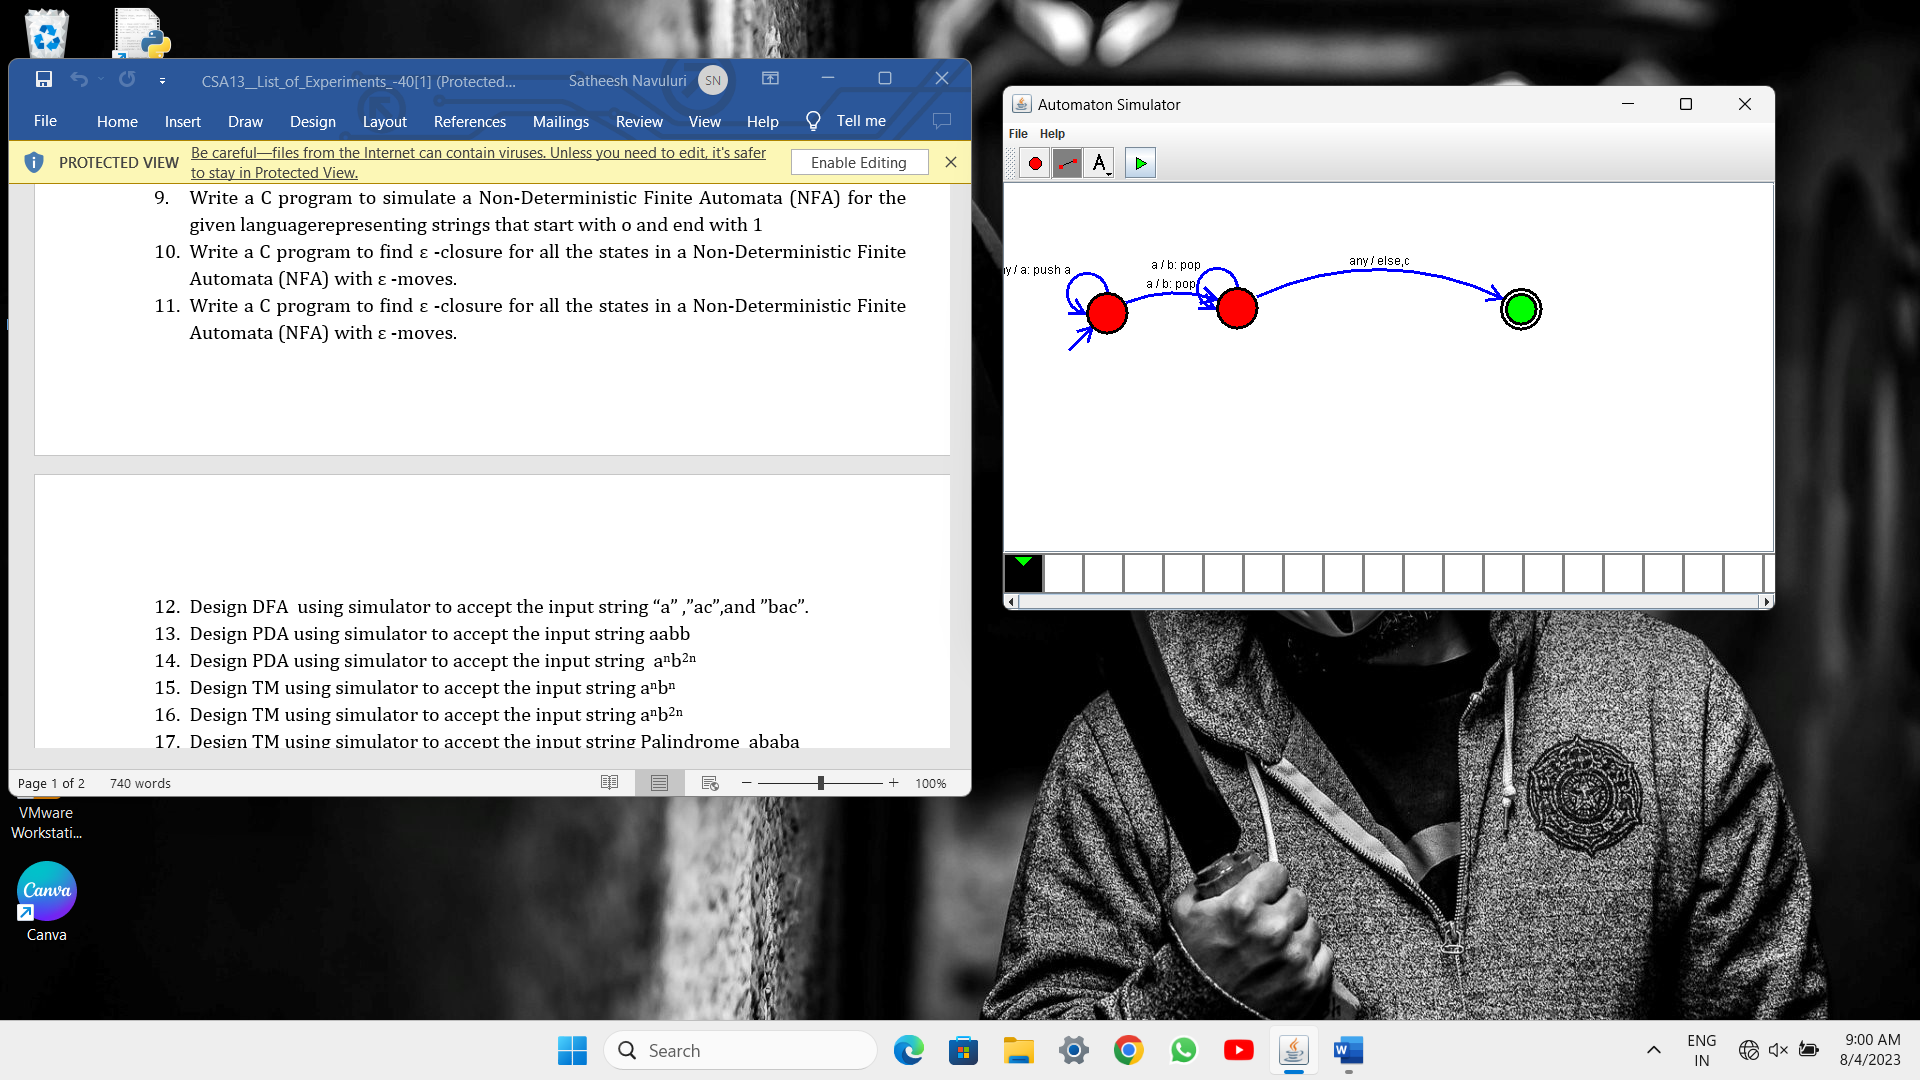 CSA13__List_of_Experiments_-40[1] (Protected...
Satheesh Navuluri
SN
File Home Insert Draw Design Layout References Mailings Review View Help Tell me
PROTECTED VIEW
Be careful—files from the Internet can contain viruses. Unless you need to edit, it's safer
to stay in Protected View.
Enable Editing
9. Write a C program to simulate a Non-Deterministic Finite Automata (NFA) for the
given languagerepresenting strings that start with o and end with 1
10. Write a C program to find ε -closure for all the states in a Non-Deterministic Finite
Automata (NFA) with ε -moves.
11. Write a C program to find ε -closure for all the states in a Non-Deterministic Finite
Automata (NFA) with ε -moves.
12. Design DFA using simulator to accept the input string “a” ,”ac”,and ”bac”.
13. Design PDA using simulator to accept the input string aabb
14. Design PDA using simulator to accept the input string aⁿb²ⁿ
15. Design TM using simulator to accept the input string aⁿbⁿ
16. Design TM using simulator to accept the input string aⁿb²ⁿ
17. Design TM using simulator to accept the input string Palindrome ababa
Page 1 of 2
740 words
100%
Automaton Simulator
File Help
A
y / a: push a
a / b: pop
a / b: pop
any / else,c
VMware
Workstati...
Canva
Canva
Search
W
ENG
IN
9:00 AM
8/4/2023